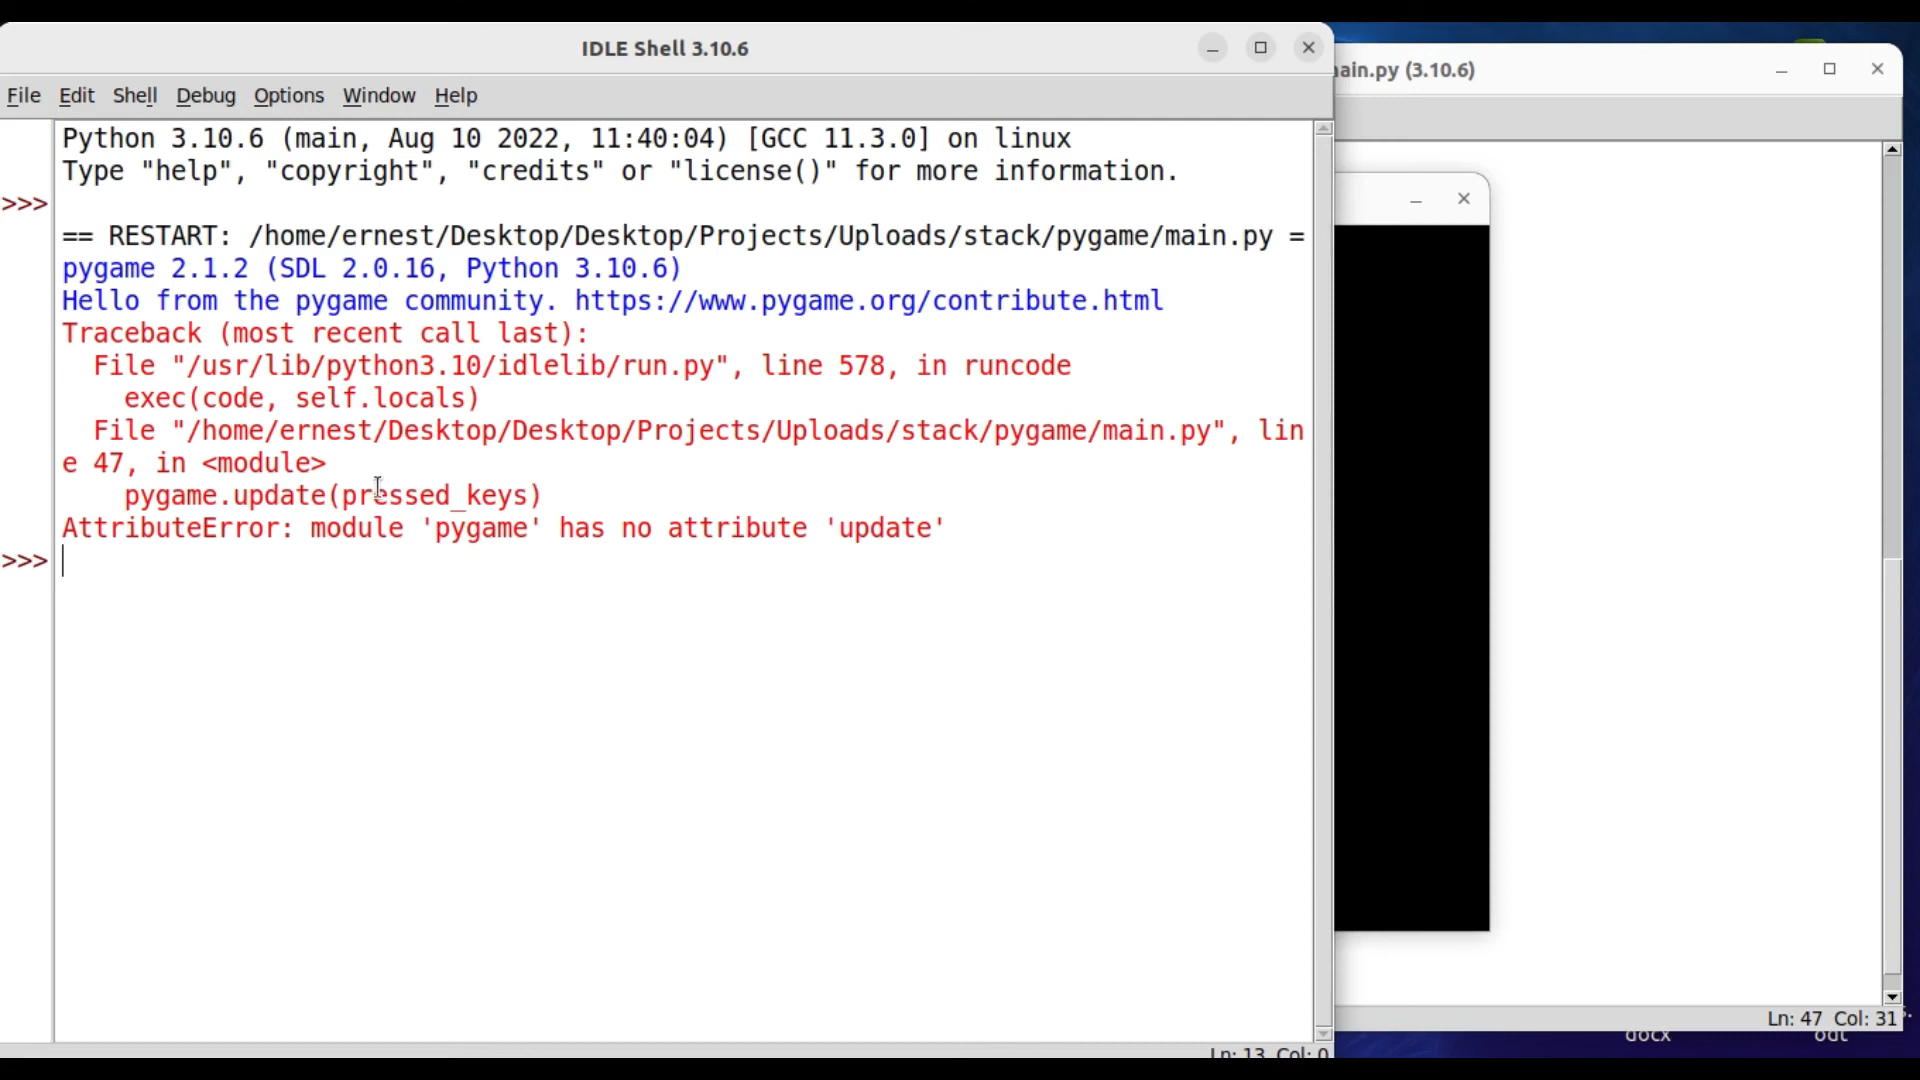 IDLE Shell 3.10.6
File Edit Shell Debug Options Window Help
Python 3.10.6 (main, Aug 10 2022, 11:40:04) [GCC 11.3.0] on linux
Type "help", "copyright", "credits" or "license()" for more information.
>>>
== RESTART: /home/ernest/Desktop/Desktop/Projects/Uploads/stack/pygame/main.py =
pygame 2.1.2 (SDL 2.0.16, Python 3.10.6)
Hello from the pygame community. https://www.pygame.org/contribute.html
Traceback (most recent call last):
File "/usr/lib/python3.10/idlelib/run.py", line 578, in runcode
exec(code, self.locals)
File "/home/ernest/Desktop/Desktop/Projects/Uploads/stack/pygame/main.py", lin
e 47, in <module>
pygame.update(pressed_keys)
AttributeError: module 'pygame' has no attribute 'update'
>>>
Ln: 13 Col: 0
ain.py (3.10.6)
Ln: 47 Col: 31
docx
odt